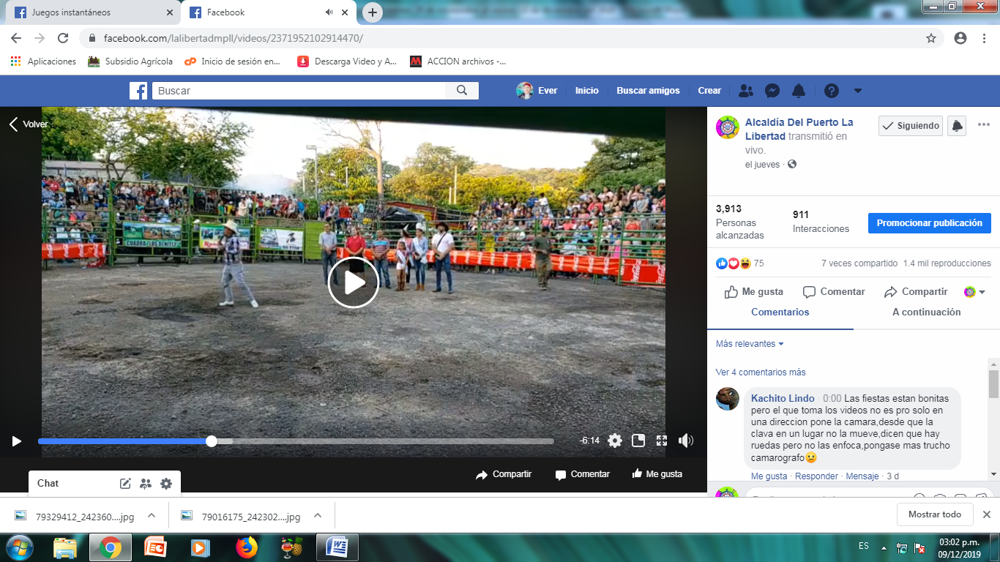 Juegos instantáneos
Facebook
facebook.com/lalibertadmpll/videos/2371952102914470/
Aplicaciones
Subsidio Agrícola
Inicio de sesión en...
Descarga Video y A...
ACCION archivos -...
Buscar
Ever
Inicio
Buscar amigos
Crear
Volver
CUADRA LOS BENITEZ
Alcaldía Del Puerto La
Libertad transmitió en
vivo.
el jueves ·
Siguiendo
3,913
Personas
alcanzadas
911
Interacciones
Promocionar publicación
75
7 veces compartido 1.4 mil reproducciones
Me gusta
Comentar
Compartir
Comentarios
A continuación
Más relevantes
Ver 4 comentarios más
Kachito Lindo · 0:00 Las fiestas estan bonitas
pero el que toma los videos no es pro solo en
una direccion pone la camara,desde que la
clava en un lugar no la mueve,dicen que hay
ruedas pero no las enfoca,pongase mas trucho
camarografo
Me gusta · Responder · Mensaje · 3 d
-6:14
Compartir
Comentar
Me gusta
Chat
79329412_242360....jpg
79016175_242302....jpg
Mostrar todo
ES
03:02 p.m.
09/12/2019